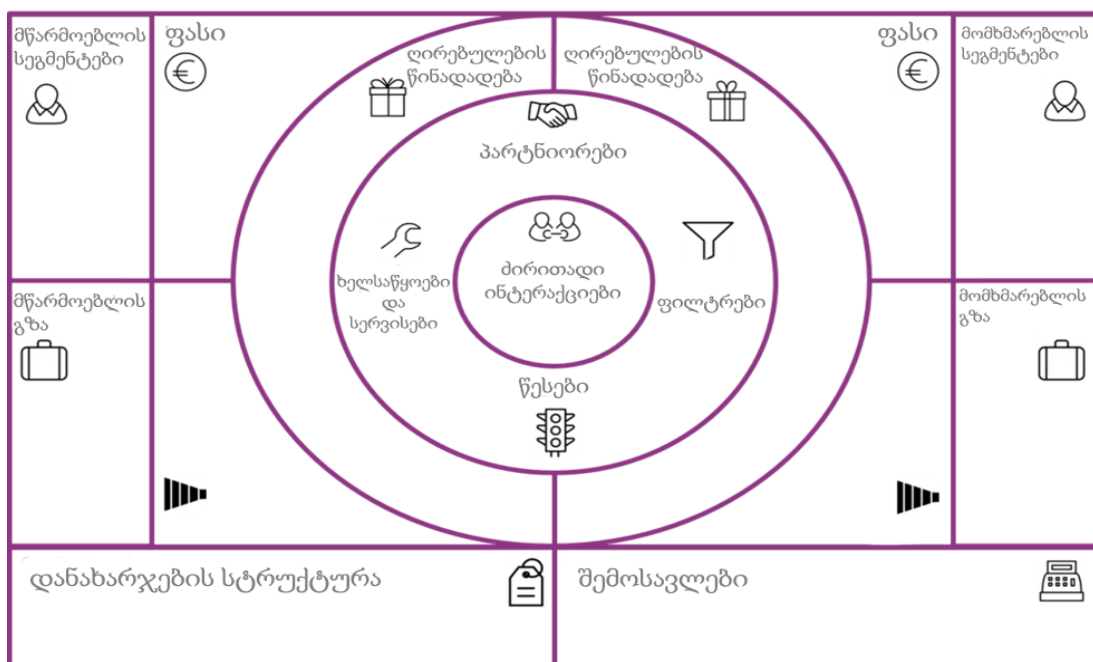 მწარმოებლის
სეგმენტები
ფასი
€
ღირებულების
წინადადება
ღირებულების
წინადადება
ფასი
€
მომხმარებლის
სეგმენტები
პარტნიორები
ხელსაწყოები
და
სერვისები
ძირითადი
ინტერაქციები
ფილტრები
მწარმოებლის
გზა
მომხმარებლის
გზა
წესები
დანახარჯების სტრუქტურა
შემოსავლები